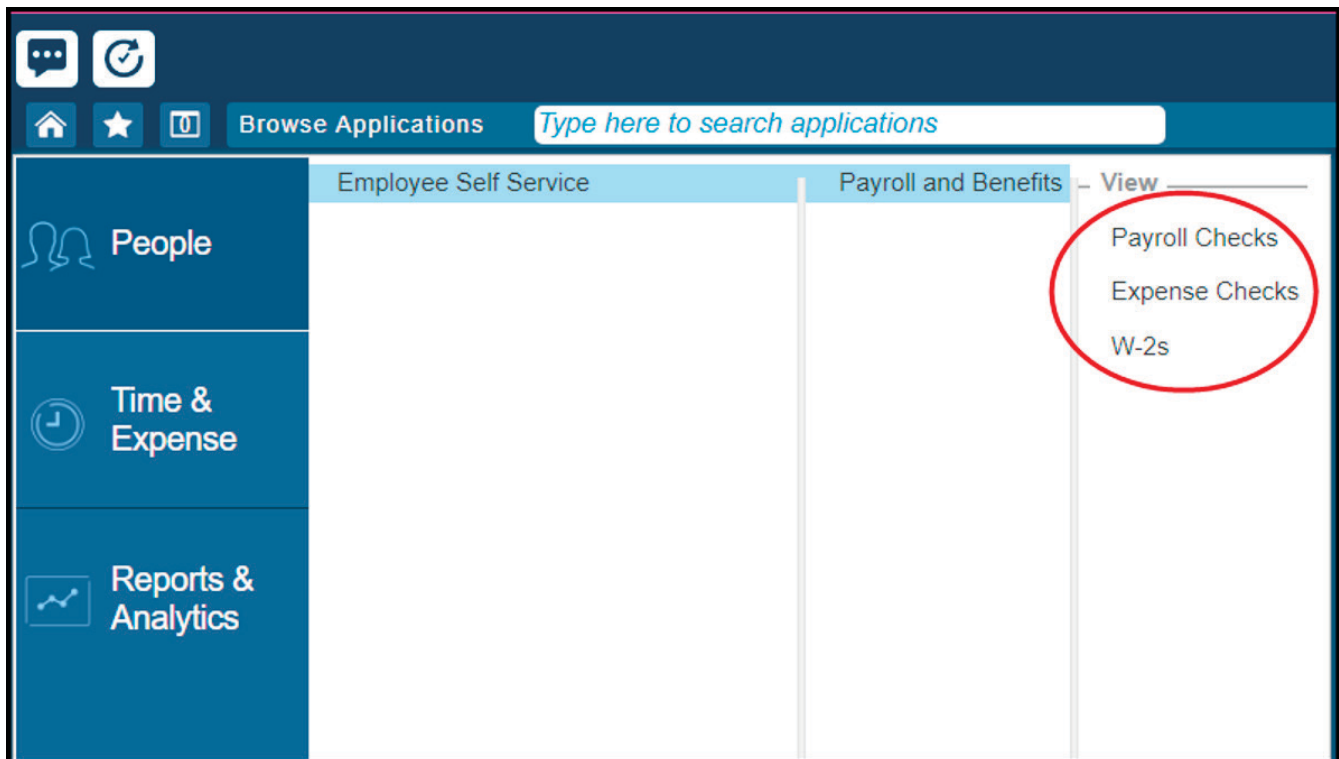 Browse Applications
Type here to search applications
Employee Self Service
Payroll and Benefits
View
People
Payroll Checks
Expense Checks
W-2s
Time &
Expense
Reports &
Analytics